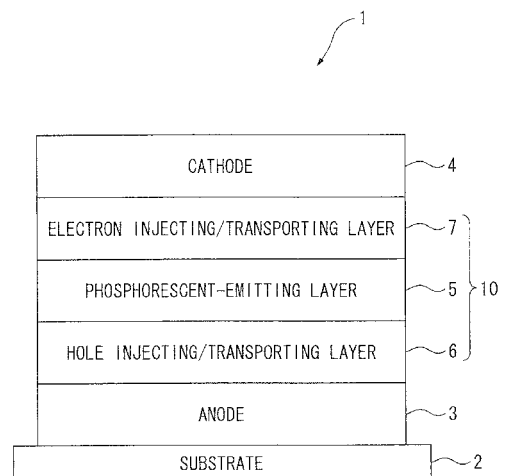 1
CATHODE 4
ELECTRON INJECTING/TRANSPORTING LAYER 7
PHOSPHORESCENT-EMITTING LAYER 5 10
HOLE INJECTING/TRANSPORTING LAYER 6
ANODE 3
SUBSTRATE 2